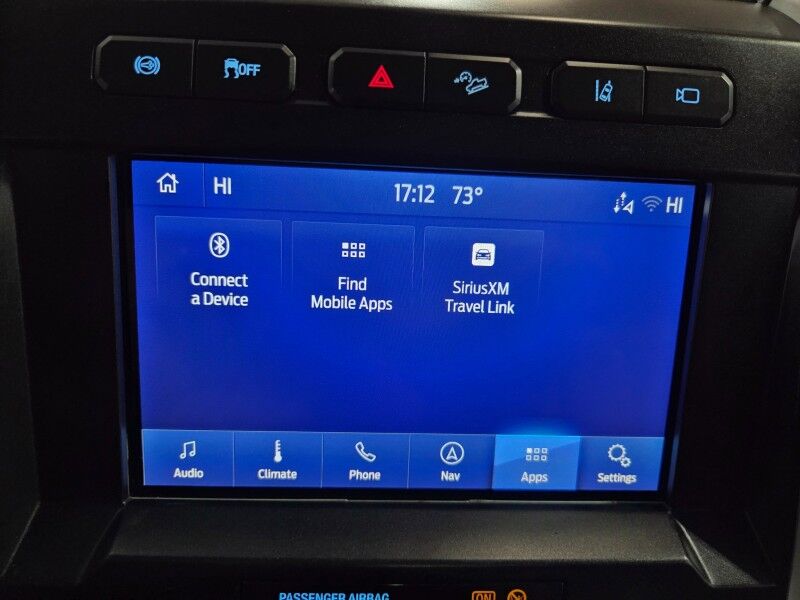 OFF
HI
17:12 73°
HI
Connect
a Device
Find
Mobile Apps
SiriusXM
Travel Link
Audio
Climate
Phone
Nav
Apps
Settings
PASSENGER AIRBAG
ON